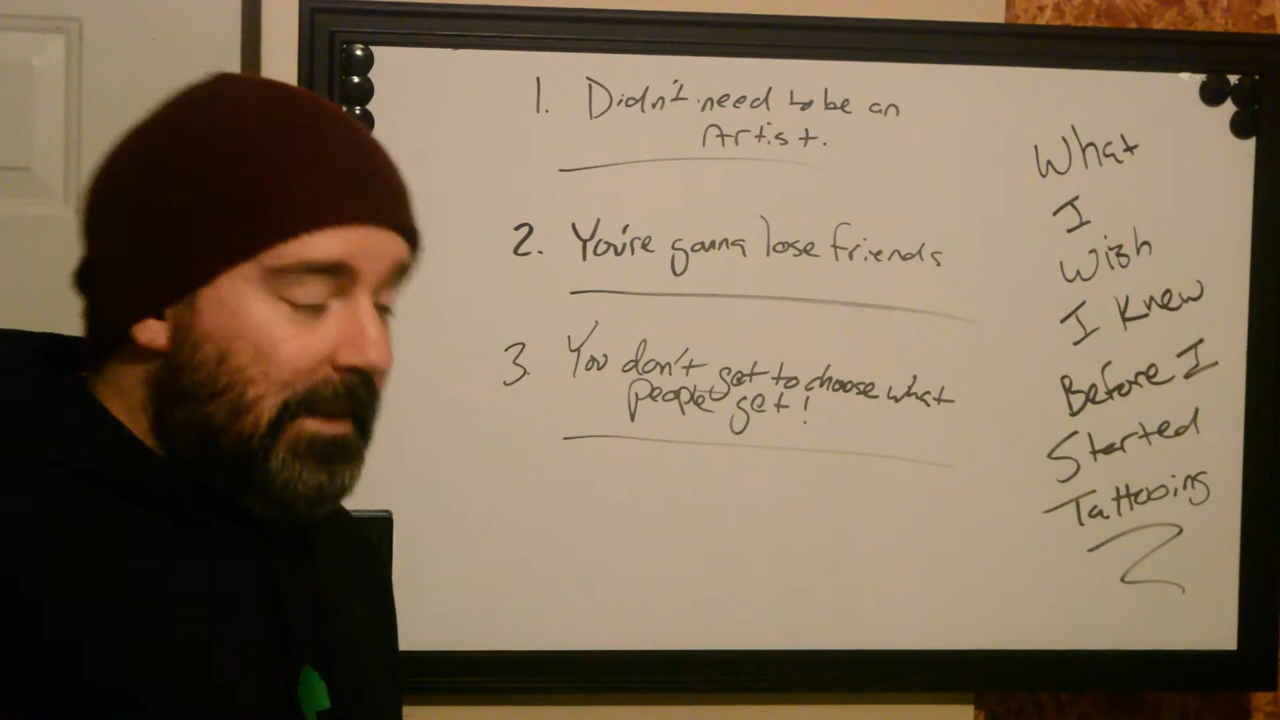 1. Didn't need to be an
Artist.
2. You're gonna lose friends
3. You don't get to choose what
people get!
What
I
Wish
I Knew
Before I
Started
Tattooing